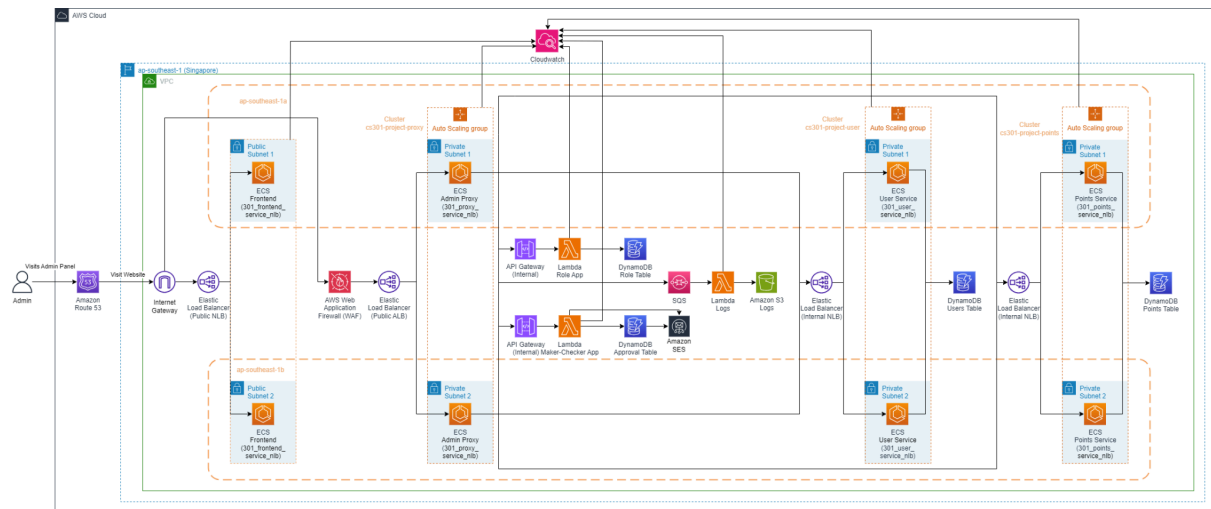 AWS Cloud
Cloudwatch
ap-southeast-1 (Singapore)
VPC
ap-southeast-1a
Cluster
cs301-project-proxy
Auto Scaling group
Cluster
cs301-project-user
Auto Scaling group
Cluster
cs301-project-points
Auto Scaling group
Public
Subnet 1
ECS
Frontend
(301_frontend_
service_nlb)
Private
Subnet 1
ECS
Admin Proxy
(301_proxy_
service_nlb)
Private
Subnet 1
ECS
User Service
(301_user_
service_nlb)
Private
Subnet 1
ECS
Points Service
(301_points_
service_nlb)
API Gateway
(Internal)
Lambda
Role App
DynamoDB
Role Table
Visits Admin Panel
Admin
53
Amazon
Route 53
Visit Website
Internet
Gateway
Elastic
Load Balancer
(Public NLB)
AWS Web
Application
Firewall (WAF)
Elastic
Load Balancer
(Public ALB)
SQS
Lambda
Logs
Amazon S3
Logs
Elastic
Load Balancer
(Internal NLB)
DynamoDB
Users Table
Elastic
Load Balancer
(Internal NLB)
DynamoDB
Points Table
API Gateway
(Internal)
Lambda
Maker-Checker App
DynamoDB
Approval Table
Amazon
SES
ap-southeast-1b
Public
Subnet 2
ECS
Frontend
(301_frontend_
service_nlb)
Private
Subnet 2
ECS
Admin Proxy
(301_proxy_
service_nlb)
Private
Subnet 2
ECS
User Service
(301_user_
service_nlb)
Private
Subnet 2
ECS
Points Service
(301_points_
service_nlb)